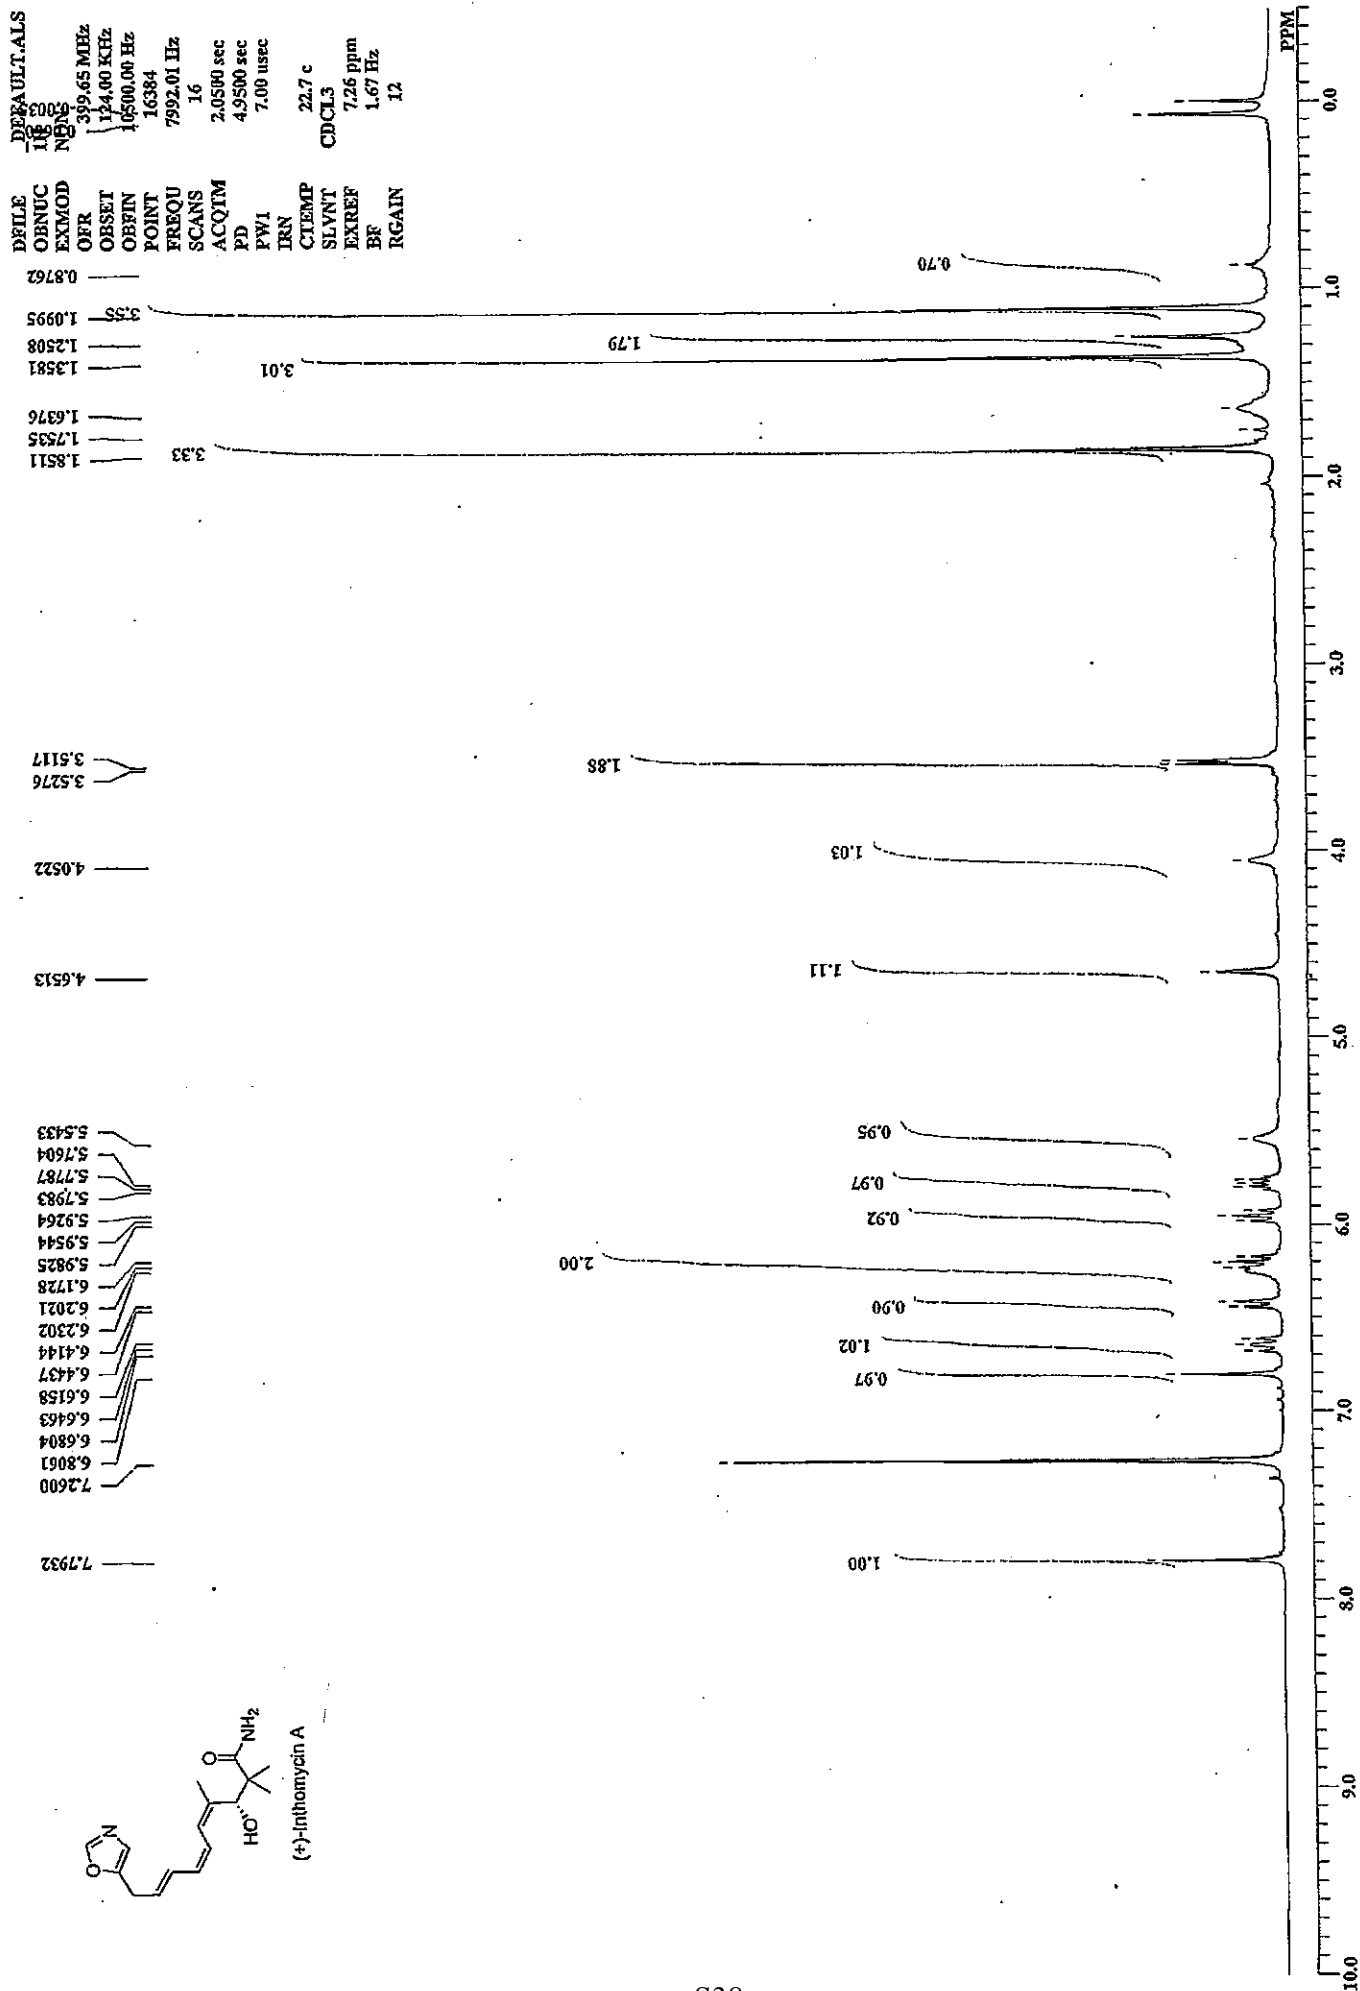 DFILE DEFAULT.ALS
OBNUC 1H
EXMOD NON
OFR 399.65 MHz
OBSET 124.00 KHz
OBFIN 10500.00 Hz
POINT 16384
FREQU 7992.01 Hz
SCANS 16
ACQTM 2.0500 sec
PD 4.9500 sec
PW1 7.00 usec
IRN
CTEMP 22.7 c
SLVNT CDCL3
EXREF 7.26 ppm
BF 1.67 Hz
RGAIN 12
0.8762
1.0995
1.2508
1.3581
1.6376
1.7535
1.8511
3.5117
3.5276
4.0522
4.6513
5.5433
5.7604
5.7787
5.7983
5.9264
5.9544
5.9825
6.1728
6.2021
6.2302
6.4144
6.4437
6.6158
6.6463
6.6804
6.8061
7.2600
7.7932
0.70
3.58
1.79
3.01
3.33
1.88
1.03
1.11
0.95
0.97
0.92
2.00
0.90
1.02
0.97
1.00
O
N
HO
O
NH2
(+)-Inthomycin A
PPM
0.0
1.0
2.0
3.0
4.0
5.0
6.0
7.0
8.0
9.0
10.0